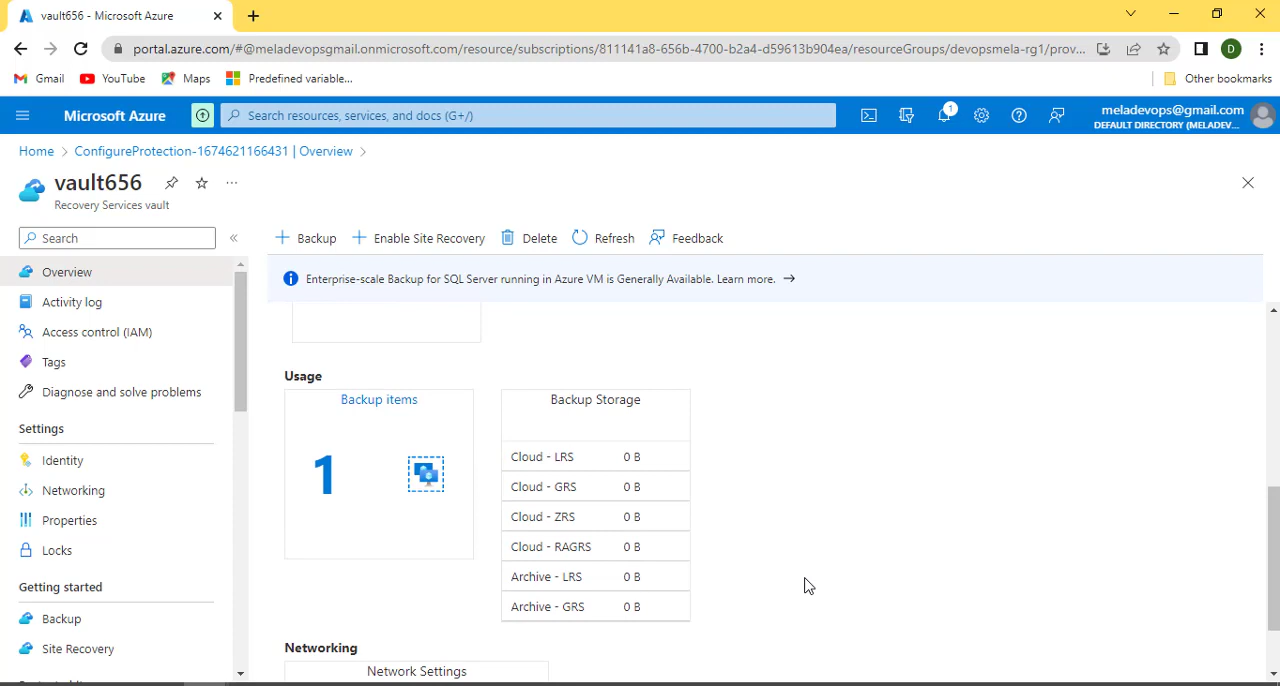 vault656 - Microsoft Azure
portal.azure.com/#@meladevopsgmail.onmicrosoft.com/resource/subscriptions/811141a8-656b-4700-b2a4-d59613b904ea/resourceGroups/devopsmela-rg1/prov...
D
Gmail YouTube Maps Predefined variable... Other bookmarks
Microsoft Azure Search resources, services, and docs (G+/) 1 meladevops@gmail.com
DEFAULT DIRECTORY (MELADEV...
Home > ConfigureProtection-1674621166431 | Overview >
vault656 ...
Recovery Services vault
Search «
+ Backup + Enable Site Recovery Delete Refresh Feedback
Enterprise-scale Backup for SQL Server running in Azure VM is Generally Available. Learn more. →
Overview
Activity log
Access control (IAM)
Tags
Diagnose and solve problems
Settings
Identity
Networking
Properties
Locks
Getting started
Backup
Site Recovery
Usage
Backup items
1
Backup Storage
Cloud - LRS 0 B
Cloud - GRS 0 B
Cloud - ZRS 0 B
Cloud - RAGRS 0 B
Archive - LRS 0 B
Archive - GRS 0 B
Networking
Network Settings